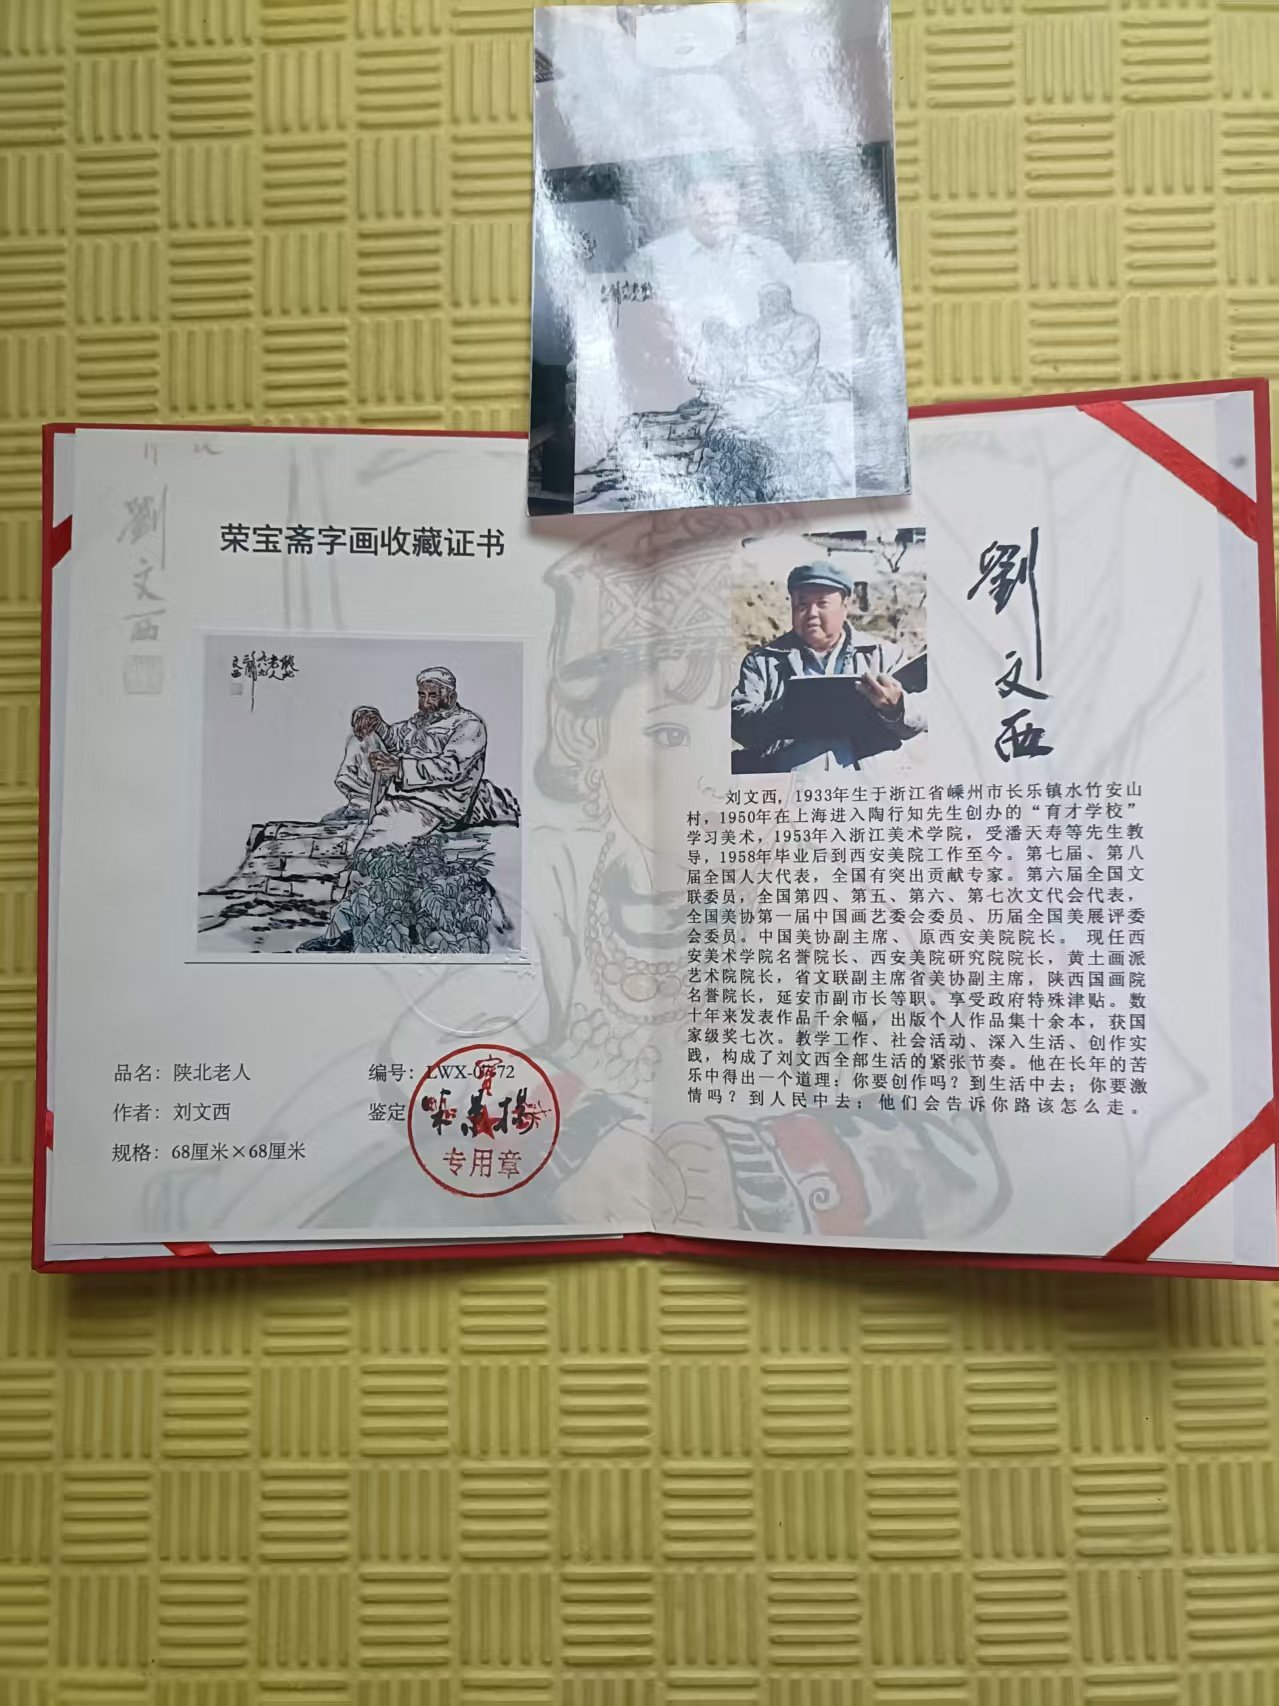 荣宝斋字画收藏证书
劉文西
陕北
老人
劉
文西
品名：陕北老人
编号：LWX-0
72
作者：刘文西
鉴定
规格：68厘米×68厘米
寶
专用章
劉文西
刘文西，1933年生于浙江省嵊州市长乐镇水竹安山
村，1950年在上海进入陶行知先生创办的“育才学校”
学习美术，1953年入浙江美术学院，受潘天寿等先生教
导，1958年毕业后到西安美院工作至今。第七届、第八
届全国人大代表，全国有突出贡献专家。第六届全国文
联委员，全国第四、第五、第六、第七次文代会代表，
全国美协第一届中国画艺委会委员、历届全国美展评委
会委员。中国美协副主席、 原西安美院院长。 现任西
安美术学院名誉院长、西安美院研究院院长，黄土画派
艺术院院长，省文联副主席省美协副主席，陕西国画院
名誉院长，延安市副市长等职。享受政府特殊津贴。数
十年来发表作品千余幅，出版个人作品集十余本，获国
家级奖七次。教学工作、社会活动、深入生活、创作实
践，构成了刘文西全部生活的紧张节奏。他在长年的苦
乐中得出一个道理：你要创作吗？到生活中去；你要激
情吗？到人民中去；他们会告诉你路该怎么走。